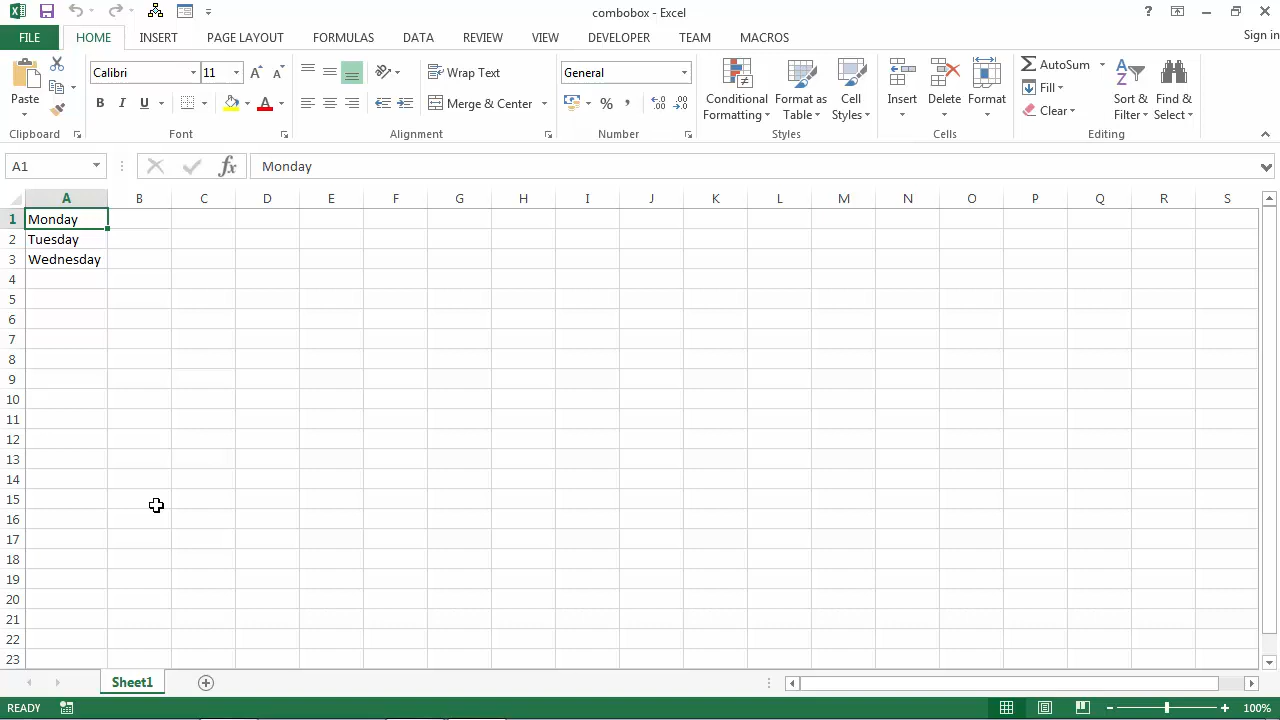 combobox - Excel
FILE HOME INSERT PAGE LAYOUT FORMULAS DATA REVIEW VIEW DEVELOPER TEAM MACROS Sign in
Calibri 11 Wrap Text General AutoSum
Paste B I U Merge & Center % Conditional Formatting Format as Table Cell Styles Insert Delete Format Fill Clear Sort & Filter Find & Select
Clipboard Font Alignment Number Styles Cells Editing
A1 fx Monday
A B C D E F G H I J K L M N O P Q R S
1 Monday
2 Tuesday
3 Wednesday
4
5
6
7
8
9
10
11
12
13
14
15
16
17
18
19
20
21
22
23
Sheet1
READY 100%